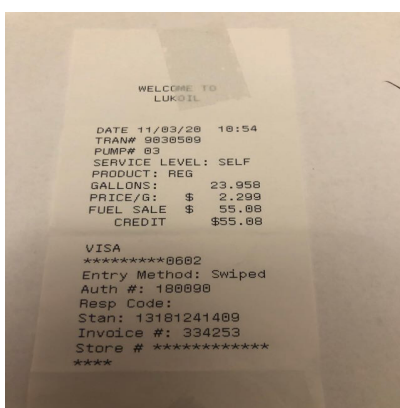 WELCOME TO
LUKOIL
DATE 11/03/20 10:54
TRAN# 9030509
PUMP# 03
SERVICE LEVEL: SELF
PRODUCT: REG
GALLONS: 23.958
PRICE/G: $ 2.299
FUEL SALE $ 55.08
CREDIT $55.08
VISA
*********0602
Entry Method: Swiped
Auth #: 180090
Resp Code:
Stan: 13181241409
Invoice #: 334253
Store # ************
****